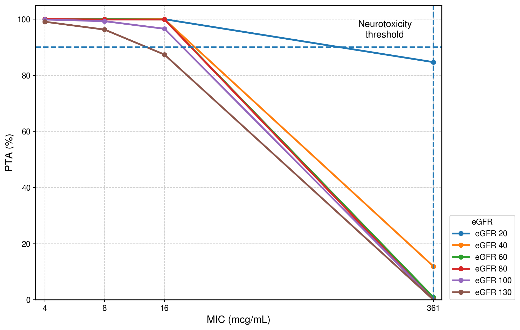 100
80
60
40
20
0
PTA (%)
Neurotoxicity
threshold
4
8
16
361
MIC (mcg/mL)
eGFR
eGFR 20
eGFR 40
eGFR 60
eGFR 80
eGFR 100
eGFR 130